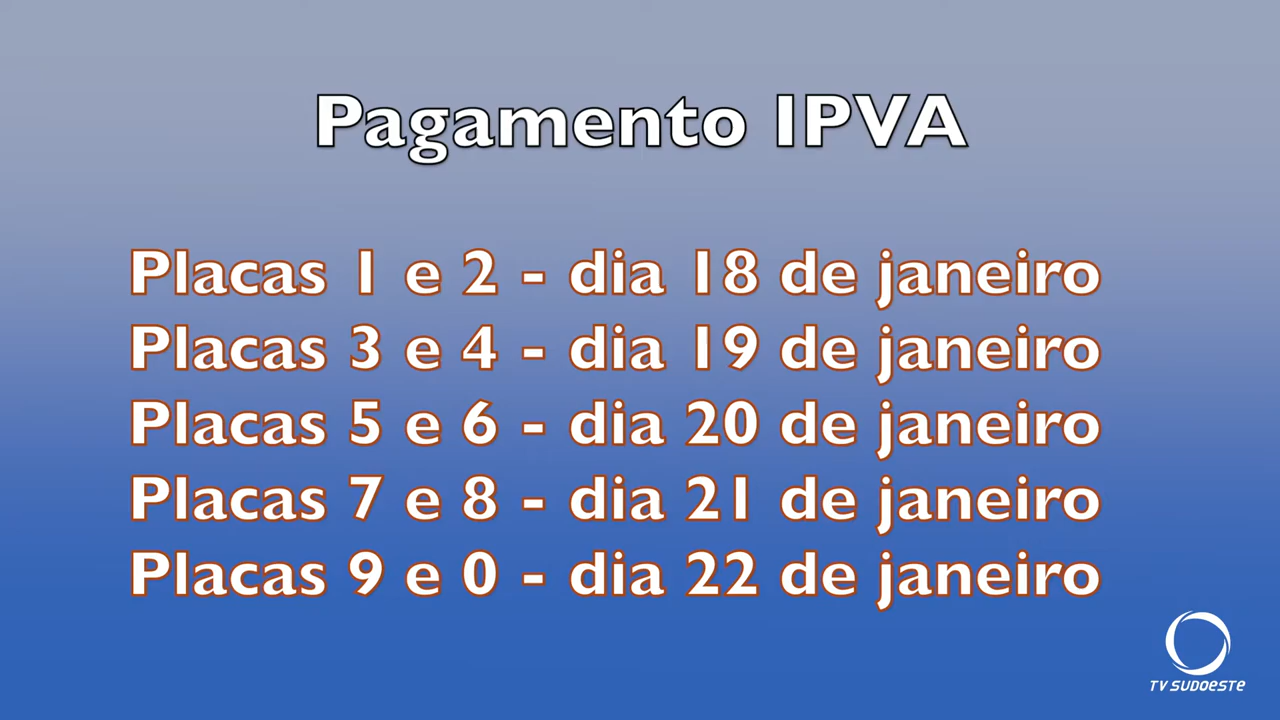 Pagamento IPVA
Placas 1 e 2 - dia 18 de janeiro
Placas 3 e 4 - dia 19 de janeiro
Placas 5 e 6 - dia 20 de janeiro
Placas 7 e 8 - dia 21 de janeiro
Placas 9 e 0 - dia 22 de janeiro
TV SUDOESTE